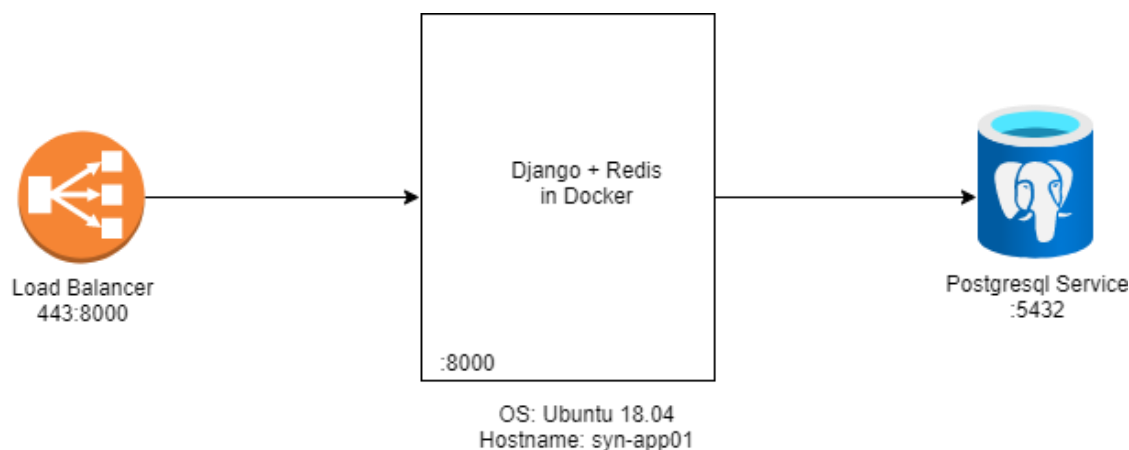 Django + Redis
in Docker
Load Balancer
443:8000
Postgresql Service
:5432
:8000
OS: Ubuntu 18.04
Hostname: syn-app01